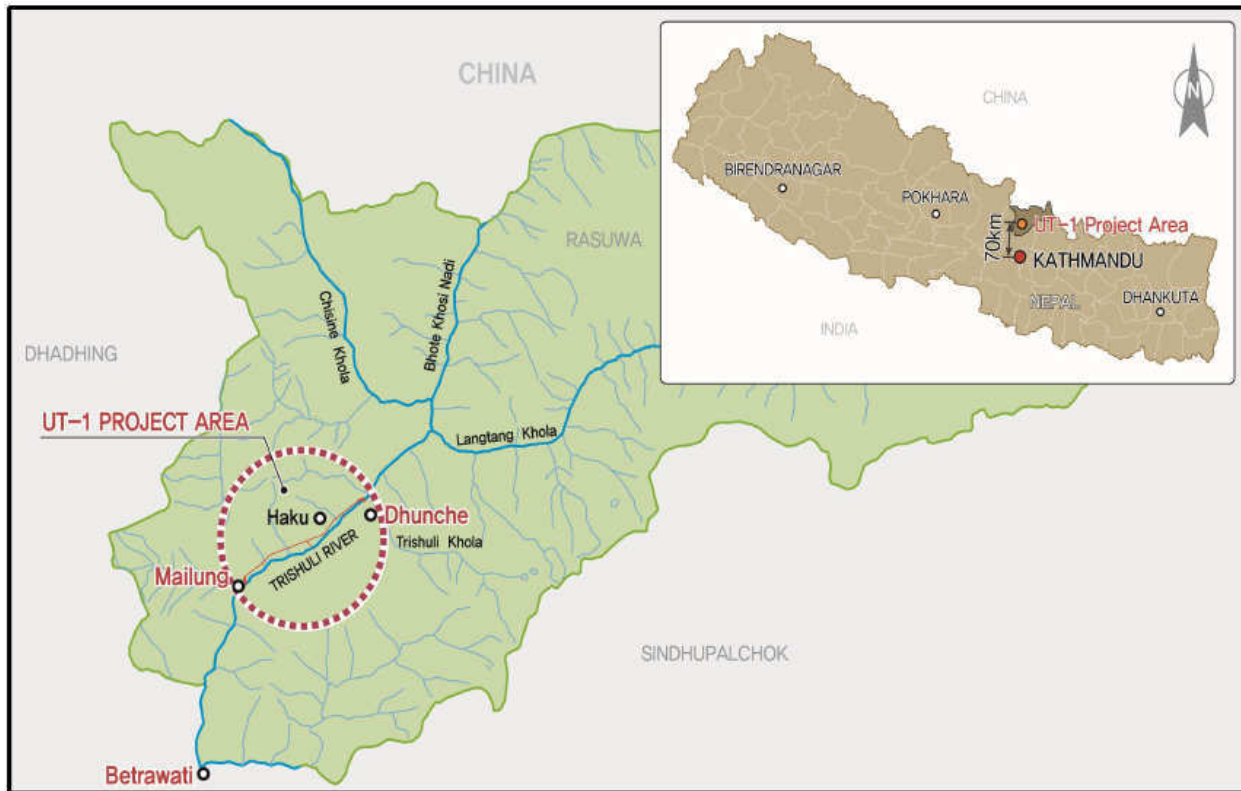 CHINA
RASUWA
DHADHING
Chisine Khola
Bhote Khosi Nadi
Langtang Khola
UT-1 PROJECT AREA
Haku
Dhunche
Trishuli Khola
TRISHULI RIVER
Mailung
SINDHUPALCHOK
Betrawati
N
CHINA
BIRENDRANAGAR
POKHARA
UT-1 Project Area
70km
KATHMANDU
NEPAL
DHANKUTA
INDIA